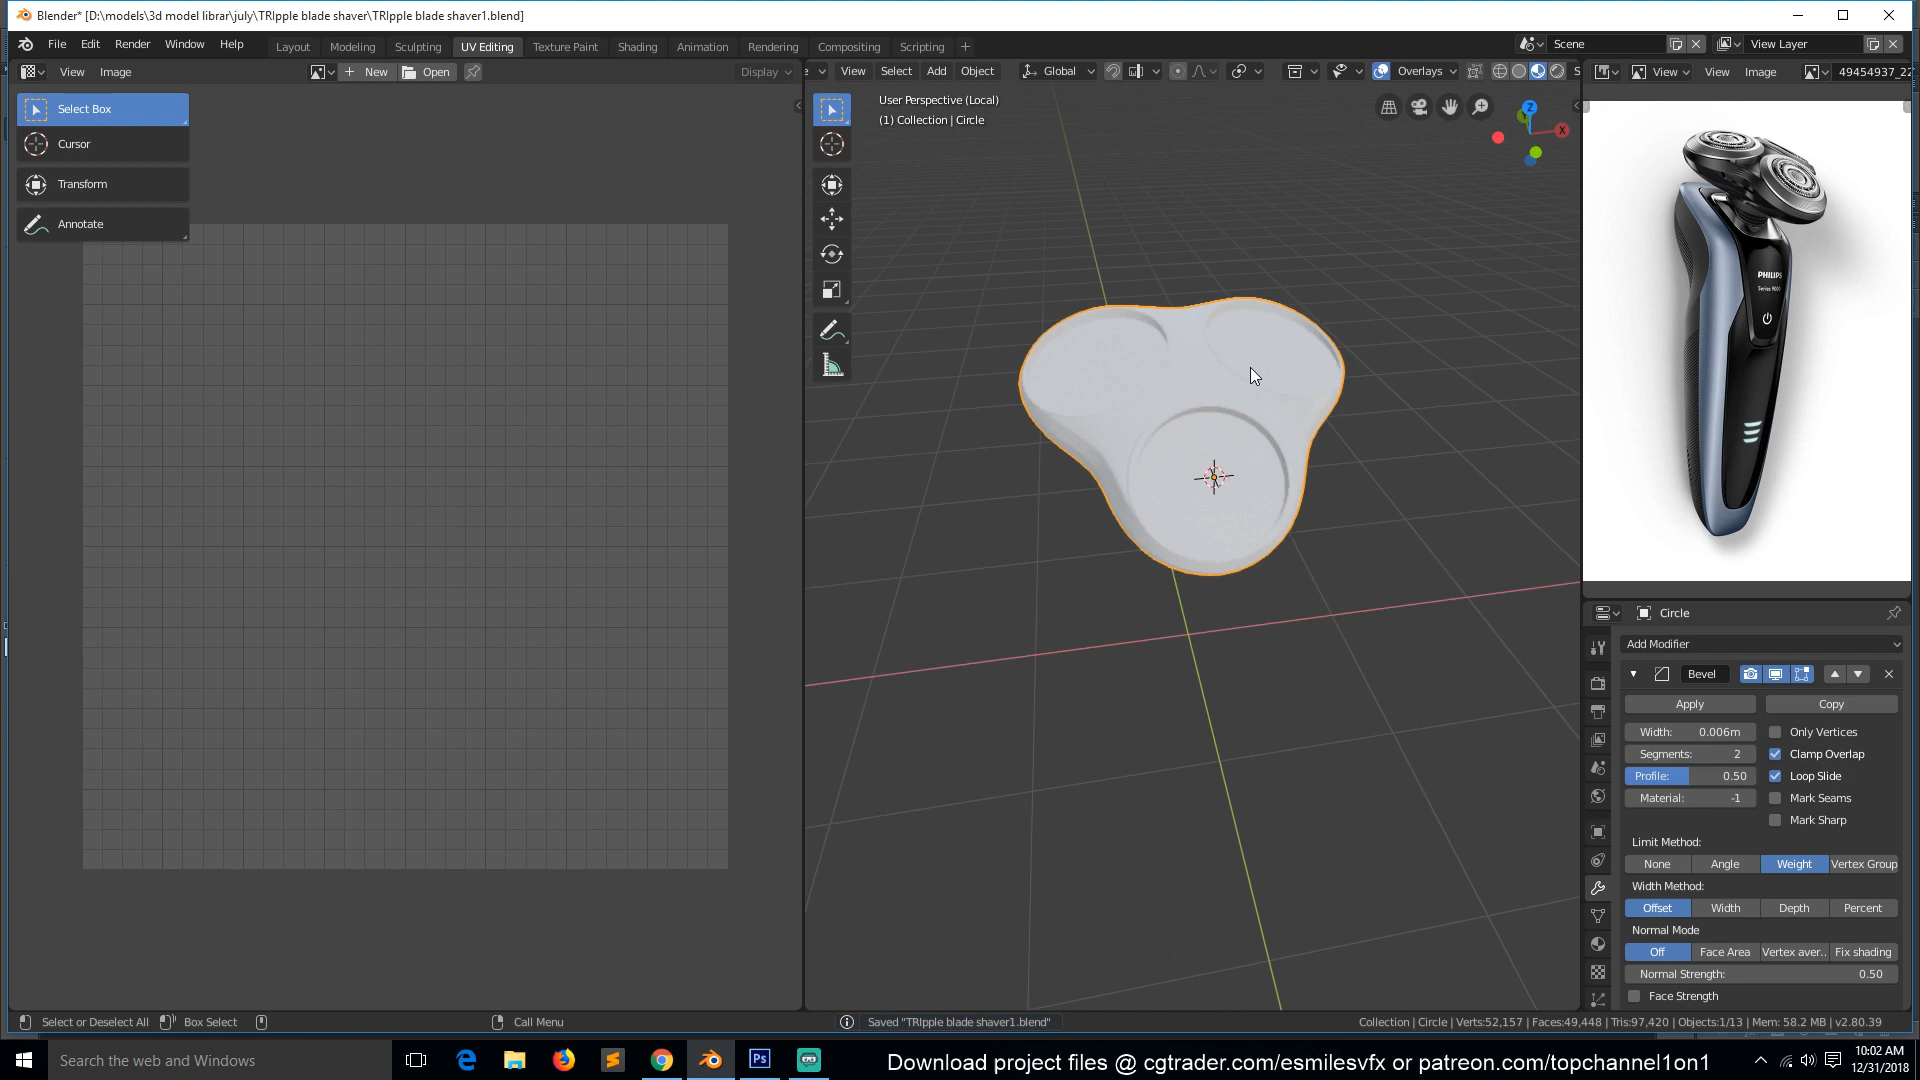 Blender* [D:\models\3d model librar\july\TRIpple blade shaver\TRIpple blade shaver1.blend]
File Edit Render Window Help
Layout Modeling Sculpting UV Editing Texture Paint Shading Animation Rendering Compositing Scripting +
Scene
View Layer
View Image
+ New Open
Display
View Select Add Object
Global
Overlays
View View Image
49454937_22
Select Box
Cursor
Transform
Annotate
User Perspective (Local)
(1) Collection | Circle
Z
X
PHILIPS
Series 9000
Circle
Add Modifier
Bevel
Apply Copy
Width: 0.006m
Only Vertices
Segments: 2
Clamp Overlap
Profile: 0.50
Loop Slide
Material: -1
Mark Seams
Mark Sharp
Limit Method:
None Angle Weight Vertex Group
Width Method:
Offset Width Depth Percent
Normal Mode
Off Face Area Vertex aver.. Fix shading
Normal Strength: 0.50
Face Strength
Select or Deselect All Box Select Call Menu
Saved "TRIpple blade shaver1.blend"
Collection | Circle | Verts:52,157 | Faces:49,448 | Tris:97,420 | Objects:1/13 | Mem: 58.2 MB | v2.80.39
Search the web and Windows
Download project files @ cgtrader.com/esmilesvfx or patreon.com/topchannel1on1
10:02 AM
12/31/2018